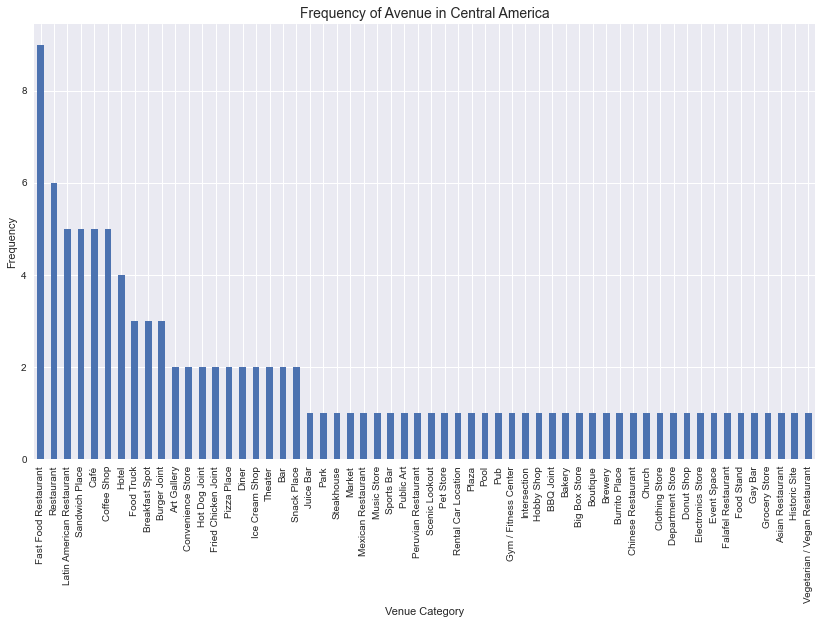 Frequency of Avenue in Central America
Frequency
8
6
4
2
0
Fast Food Restaurant
Restaurant
Latin American Restaurant
Sandwich Place
Café
Coffee Shop
Hotel
Food Truck
Breakfast Spot
Burger Joint
Art Gallery
Convenience Store
Hot Dog Joint
Fried Chicken Joint
Pizza Place
Diner
Ice Cream Shop
Theater
Bar
Snack Place
Juice Bar
Park
Steakhouse
Market
Mexican Restaurant
Music Store
Sports Bar
Public Art
Peruvian Restaurant
Scenic Lookout
Pet Store
Rental Car Location
Plaza
Pool
Pub
Gym / Fitness Center
Intersection
Hobby Shop
BBQ Joint
Bakery
Big Box Store
Boutique
Brewery
Burrito Place
Chinese Restaurant
Church
Clothing Store
Department Store
Donut Shop
Electronics Store
Event Space
Falafel Restaurant
Food Stand
Gay Bar
Grocery Store
Asian Restaurant
Historic Site
Vegetarian / Vegan Restaurant
Venue Category